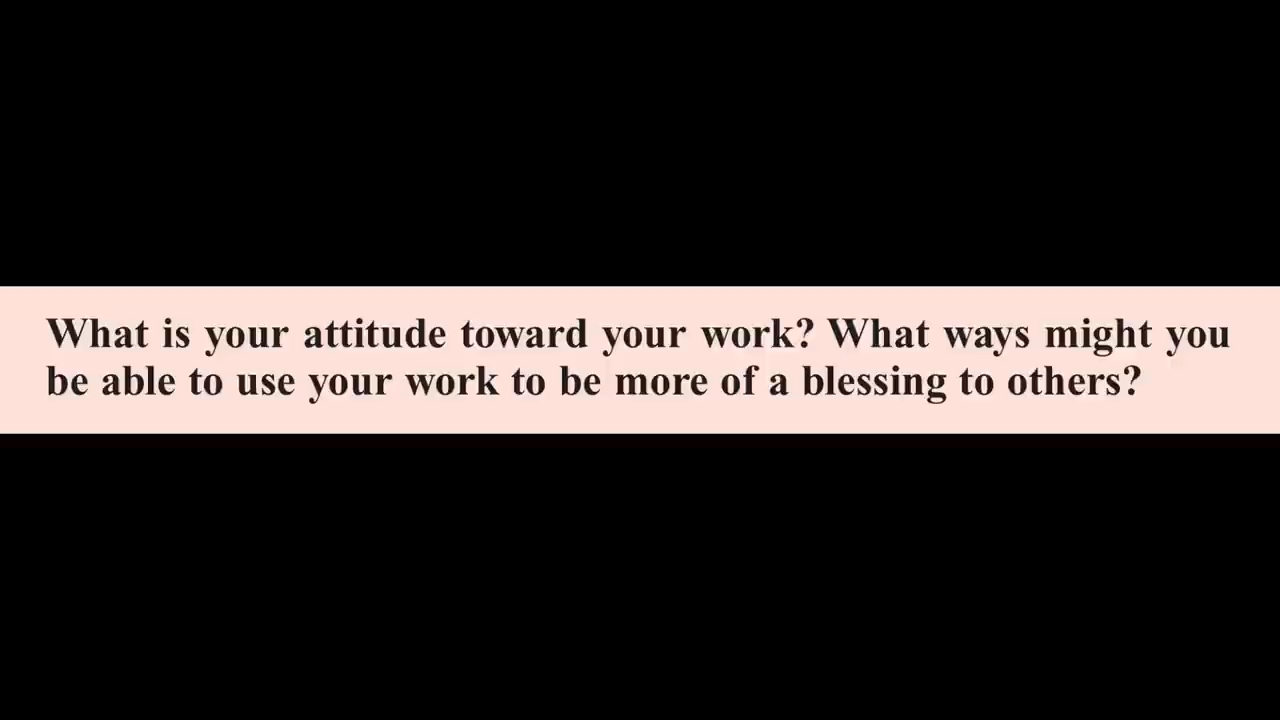 What is your attitude toward your work? What ways might you
be able to use your work to be more of a blessing to others?